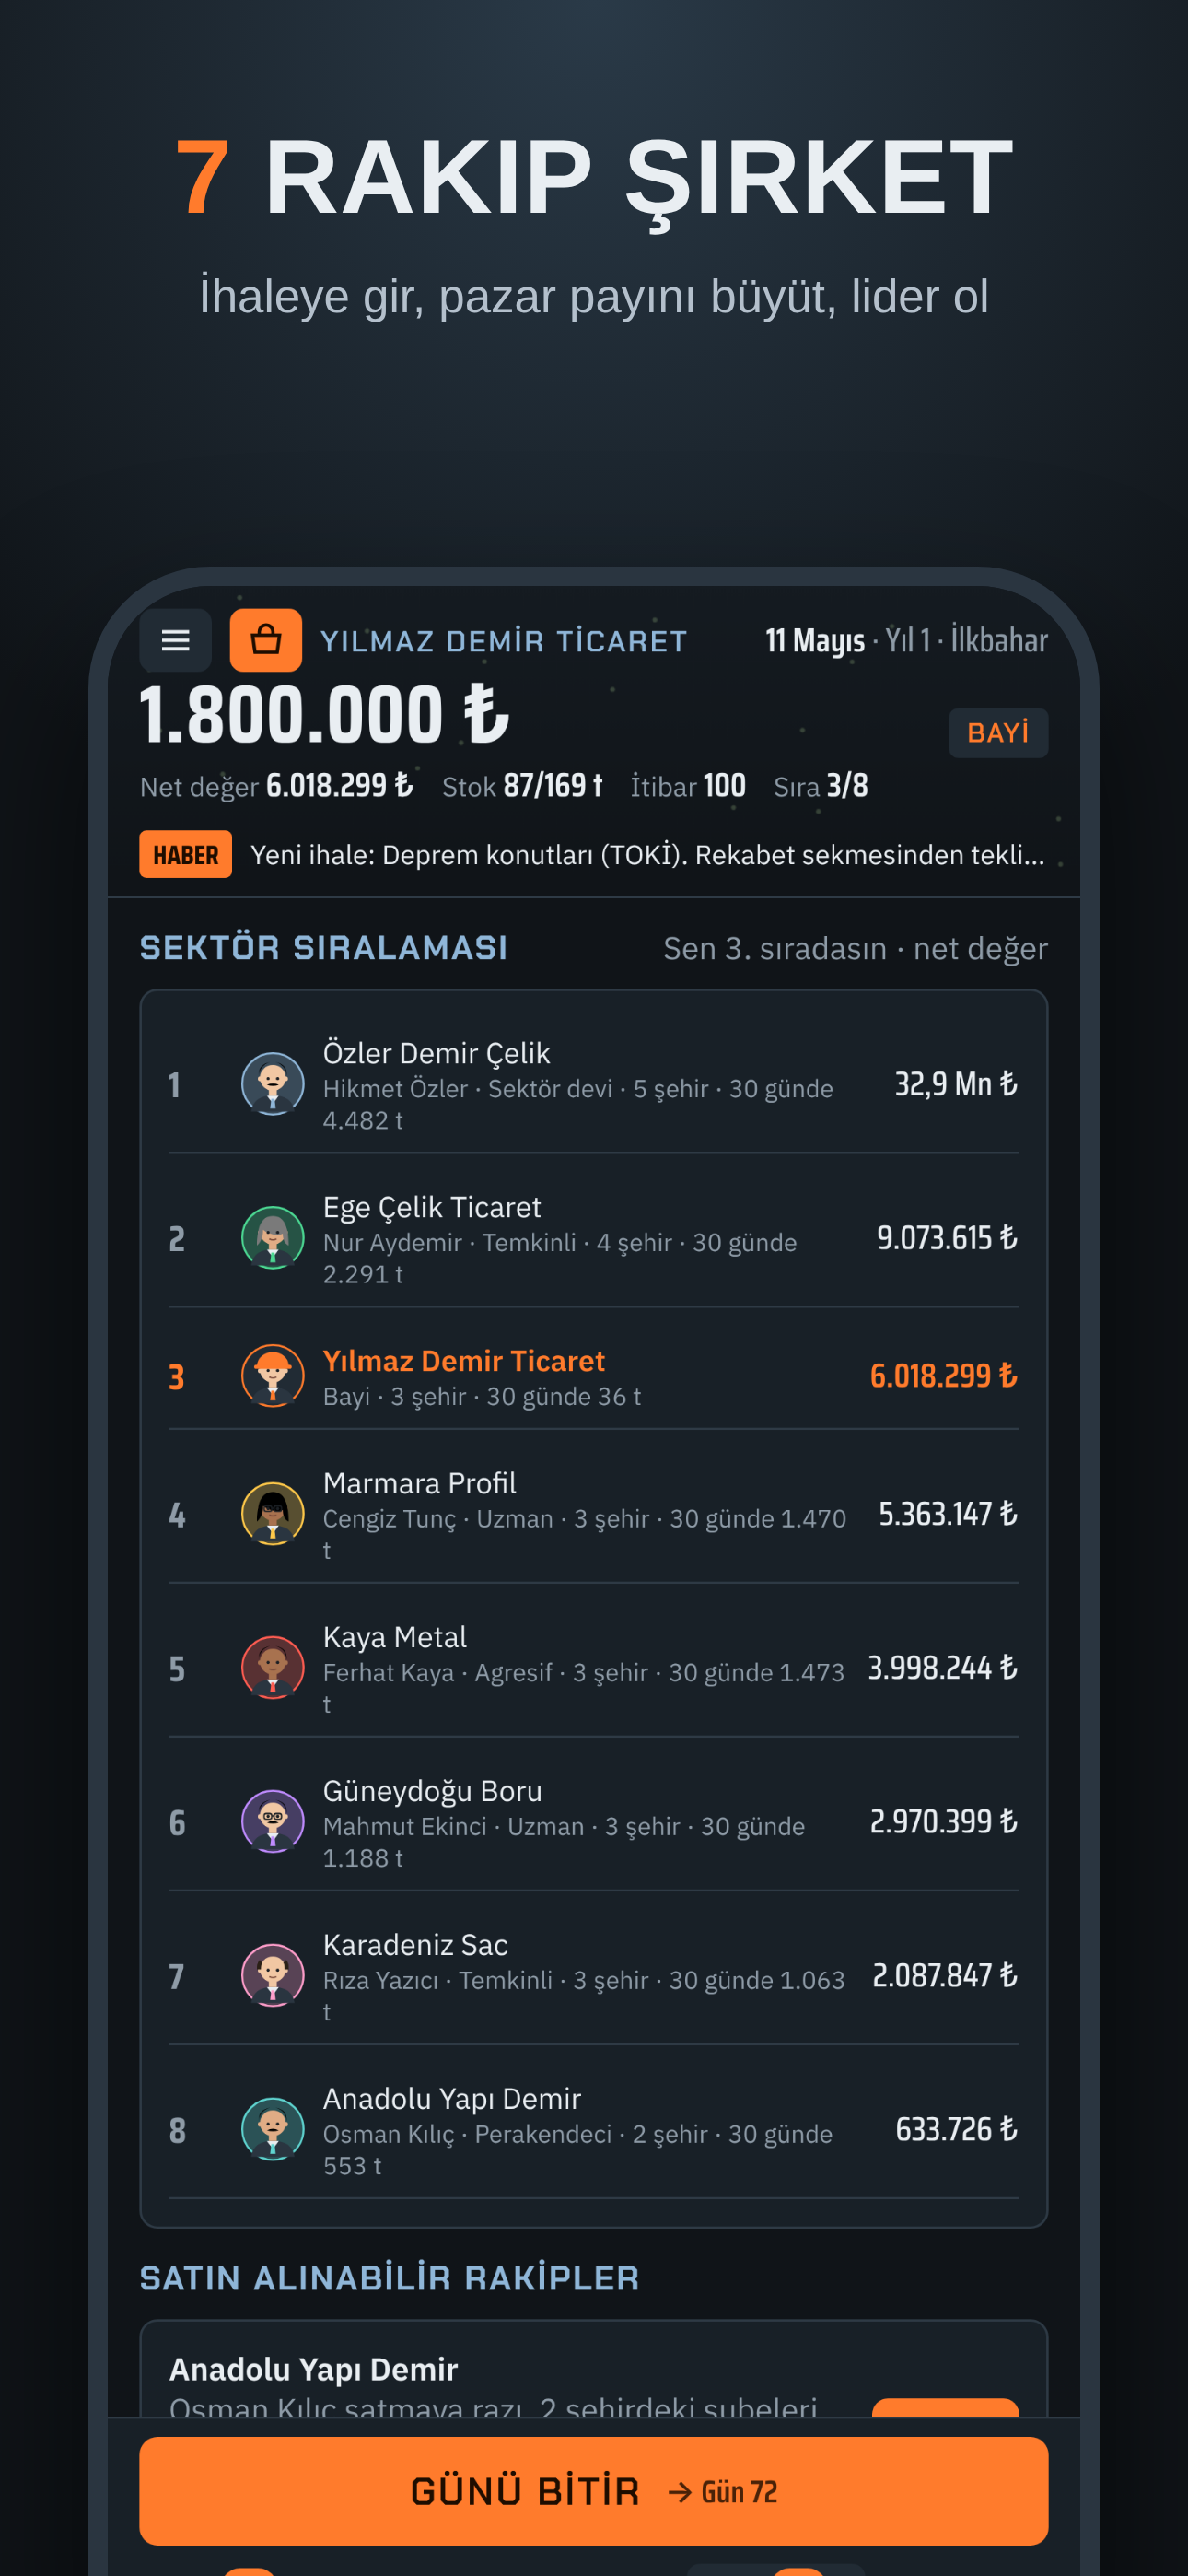 7 RAKIP ŞIRKET
İhaleye gir, pazar payını büyüt, lider ol
YILMAZ DEMİR TİCARET
11 Mayıs · Yıl 1 · İlkbahar
1.800.000 ₺
BAYİ
Net değer 6.018.299 ₺ Stok 87/169 t İtibar 100 Sıra 3/8
HABER Yeni ihale: Deprem konutları (TOKİ). Rekabet sekmesinden tekli...
SEKTÖR SIRALAMASI
Sen 3. sıradasın · net değer
1
Özler Demir Çelik
Hikmet Özler · Sektör devi · 5 şehir · 30 günde
4.482 t
32,9 Mn ₺
2
Ege Çelik Ticaret
Nur Aydemir · Temkinli · 4 şehir · 30 günde
2.291 t
9.073.615 ₺
3
Yılmaz Demir Ticaret
Bayi · 3 şehir · 30 günde 36 t
6.018.299 ₺
4
Marmara Profil
Cengiz Tunç · Uzman · 3 şehir · 30 günde 1.470
t
5.363.147 ₺
5
Kaya Metal
Ferhat Kaya · Agresif · 3 şehir · 30 günde 1.473
t
3.998.244 ₺
6
Güneydoğu Boru
Mahmut Ekinci · Uzman · 3 şehir · 30 günde
1.188 t
2.970.399 ₺
7
Karadeniz Sac
Rıza Yazıcı · Temkinli · 3 şehir · 30 günde 1.063
t
2.087.847 ₺
8
Anadolu Yapı Demir
Osman Kılıç · Perakendeci · 2 şehir · 30 günde
553 t
633.726 ₺
SATIN ALINABİLİR RAKİPLER
Anadolu Yapı Demir
Osman Kılıç satmaya razı. 2 şehirdeki şubeleri
GÜNÜ BİTİR → Gün 72